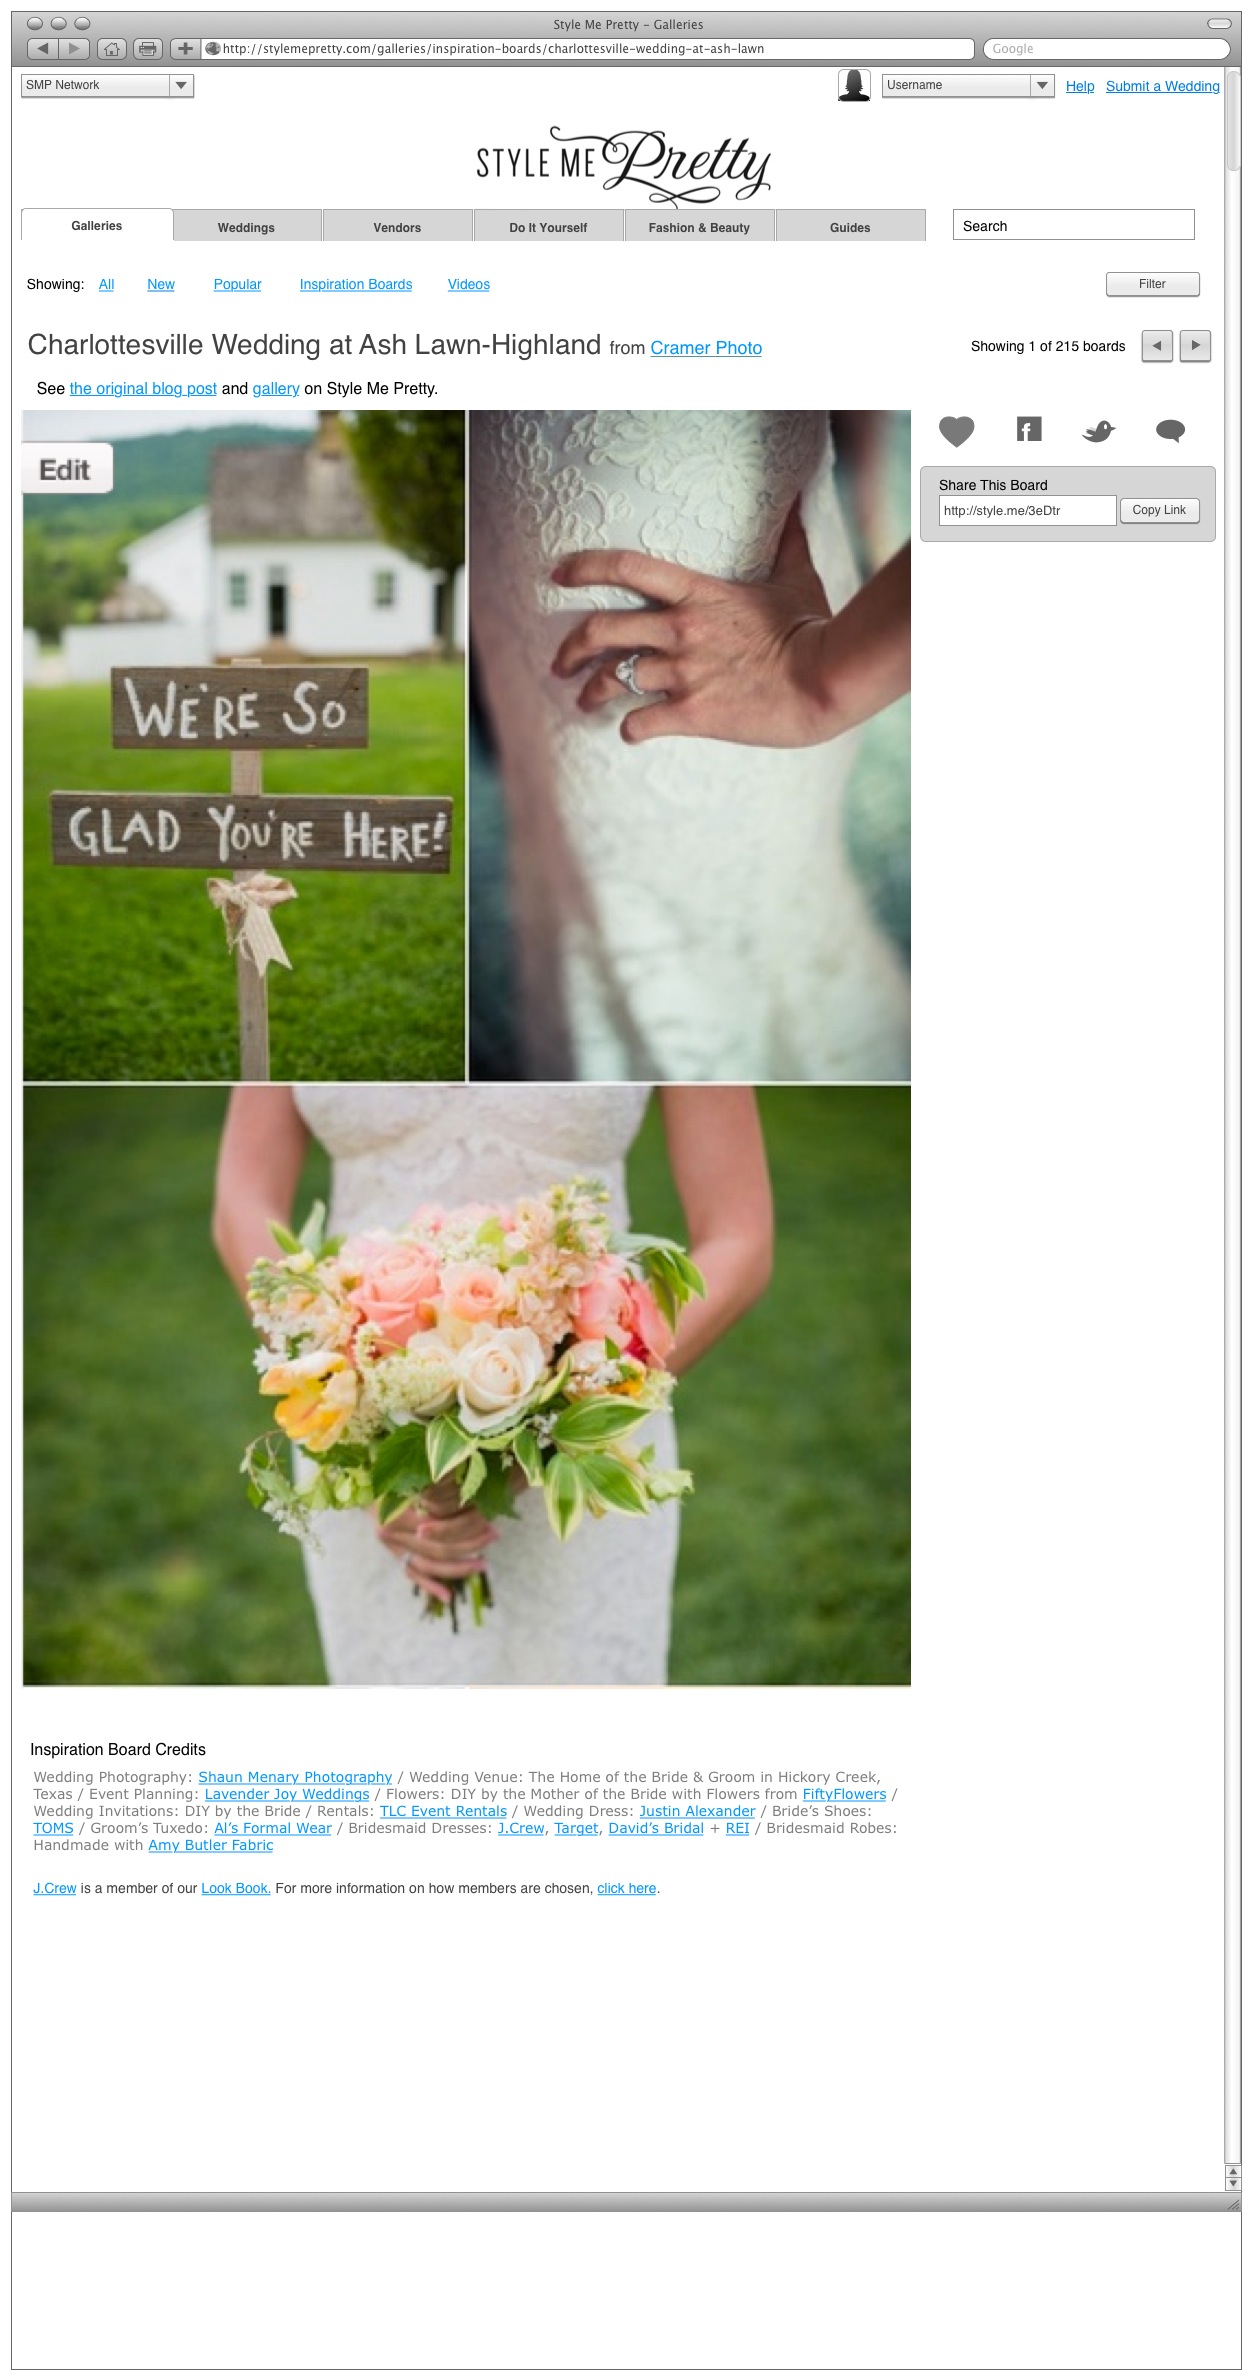 Style Me Pretty – Galleries
http://stylemepretty.com/galleries/inspiration-boards/charlottesville-wedding-at-ash-lawn
Google
SMP Network
Username
Help
Submit a Wedding
STYLE ME Pretty
Galleries
Weddings
Vendors
Do It Yourself
Fashion & Beauty
Guides
Search
Showing: All New Popular Inspiration Boards Videos
Filter
Charlottesville Wedding at Ash Lawn-Highland from Cramer Photo
Showing 1 of 215 boards
See the original blog post and gallery on Style Me Pretty.
Edit
Share This Board
http://style.me/3eDtr
Copy Link
WE'RE SO
GLAD YOU'RE HERE!
Inspiration Board Credits
Wedding Photography: Shaun Menary Photography / Wedding Venue: The Home of the Bride & Groom in Hickory Creek,
Texas / Event Planning: Lavender Joy Weddings / Flowers: DIY by the Mother of the Bride with Flowers from FiftyFlowers /
Wedding Invitations: DIY by the Bride / Rentals: TLC Event Rentals / Wedding Dress: Justin Alexander / Bride's Shoes:
TOMS / Groom's Tuxedo: Al's Formal Wear / Bridesmaid Dresses: J.Crew, Target, David's Bridal + REI / Bridesmaid Robes:
Handmade with Amy Butler Fabric
J.Crew is a member of our Look Book. For more information on how members are chosen, click here.